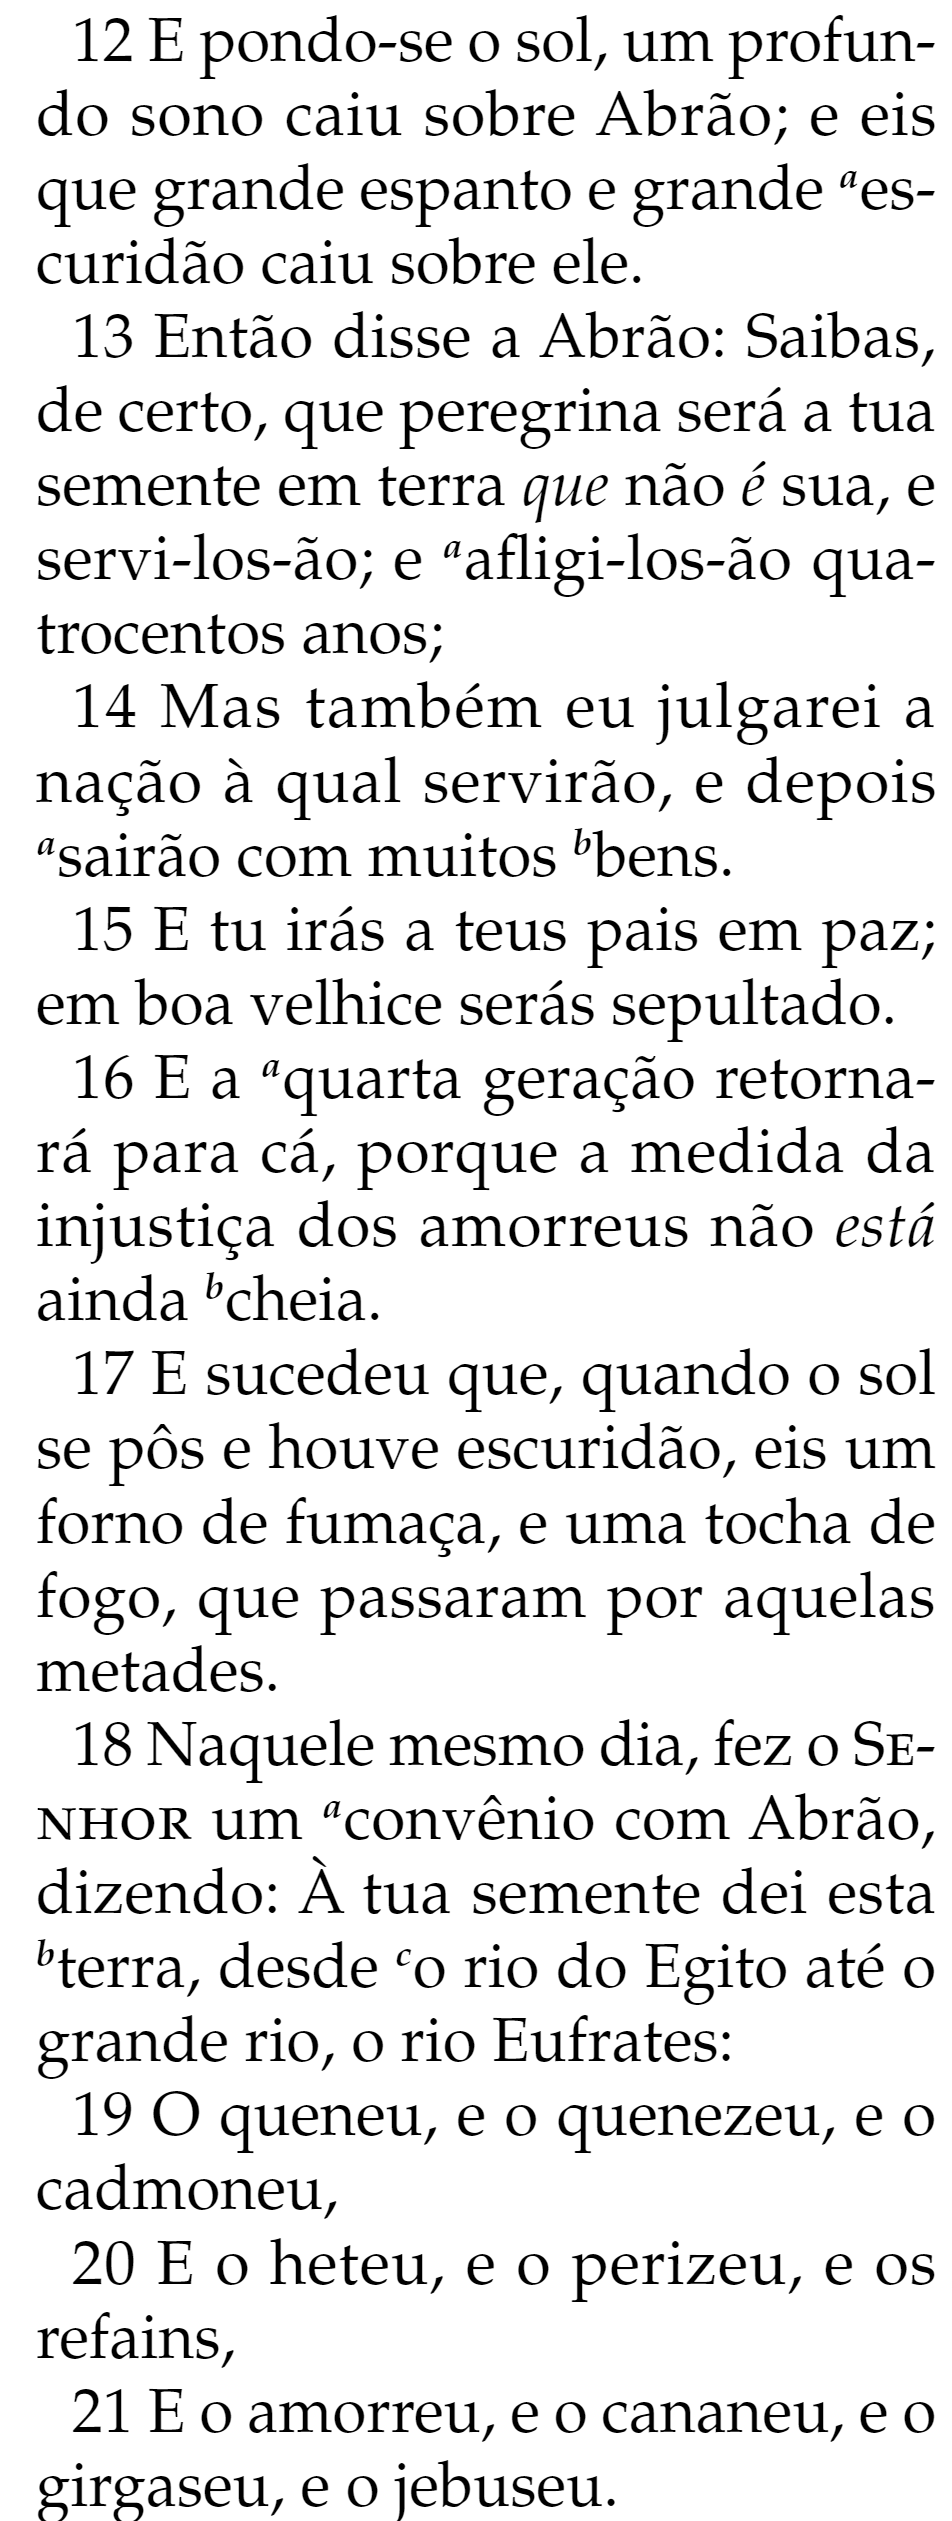 12 E pondo-se o sol, um profun-
do sono caiu sobre Abrão; e eis
que grande espanto e grande ᵃes-
curidão caiu sobre ele.
13 Então disse a Abrão: Saibas,
de certo, que peregrina será a tua
semente em terra que não é sua, e
servi-los-ão; e ᵃafligi-los-ão qua-
trocentos anos;
14 Mas também eu julgarei a
nação à qual servirão, e depois
ᵃsairão com muitos ᵇbens.
15 E tu irás a teus pais em paz;
em boa velhice serás sepultado.
16 E a ᵃquarta geração retorna-
rá para cá, porque a medida da
injustiça dos amorreus não está
ainda ᵇcheia.
17 E sucedeu que, quando o sol
se pôs e houve escuridão, eis um
forno de fumaça, e uma tocha de
fogo, que passaram por aquelas
metades.
18 Naquele mesmo dia, fez o SE-
NHOR um ᵃconvênio com Abrão,
dizendo: À tua semente dei esta
ᵇterra, desde ᶜo rio do Egito até o
grande rio, o rio Eufrates:
19 O queneu, e o quenezeu, e o
cadmoneu,
20 E o heteu, e o perizeu, e os
refains,
21 E o amorreu, e o cananeu, e o
girgaseu, e o jebuseu.